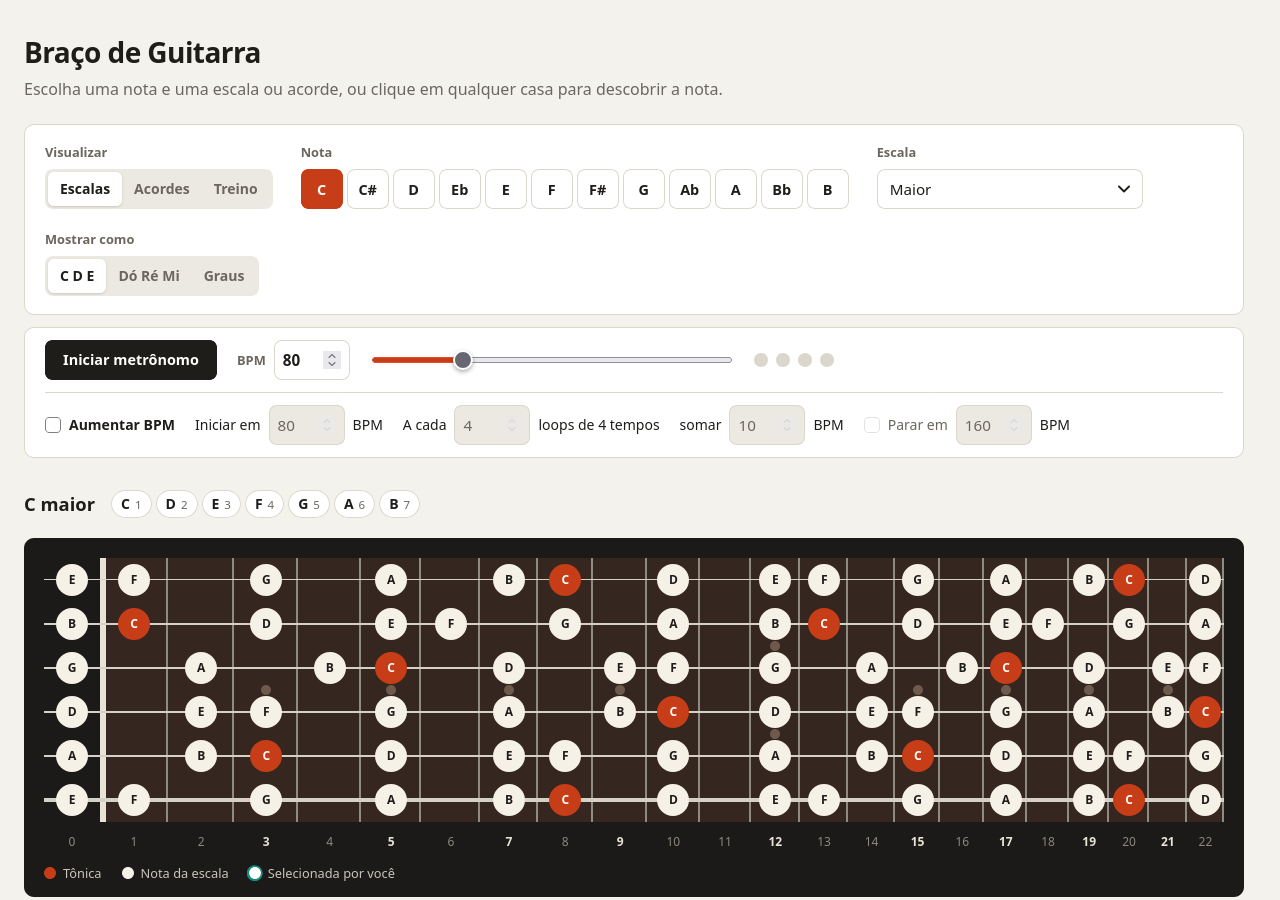 Braço de Guitarra
Escolha uma nota e uma escala ou acorde, ou clique em qualquer casa para descobrir a nota.
Visualizar Nota Escala
Escalas Acordes Treino C C# D Eb E F F# G Ab A Bb B Maior
Mostrar como
C D E Dó Ré Mi Graus
Iniciar metrônomo BPM 80
Aumentar BPM Iniciar em 80 BPM A cada 4 loops de 4 tempos somar 10 BPM Parar em 160 BPM
C maior C 1 D 2 E 3 F 4 G 5 A 6 B 7
E F G A B C D E F G A B C D
B C D E F G A B C D E F G A
G A B C D E F G A B C D E F
D E F G A B C D E F G A B C
A B C D E F G A B C D E F G
E F G A B C D E F G A B C D
0 1 2 3 4 5 6 7 8 9 10 11 12 13 14 15 16 17 18 19 20 21 22
Tônica Nota da escala Selecionada por você